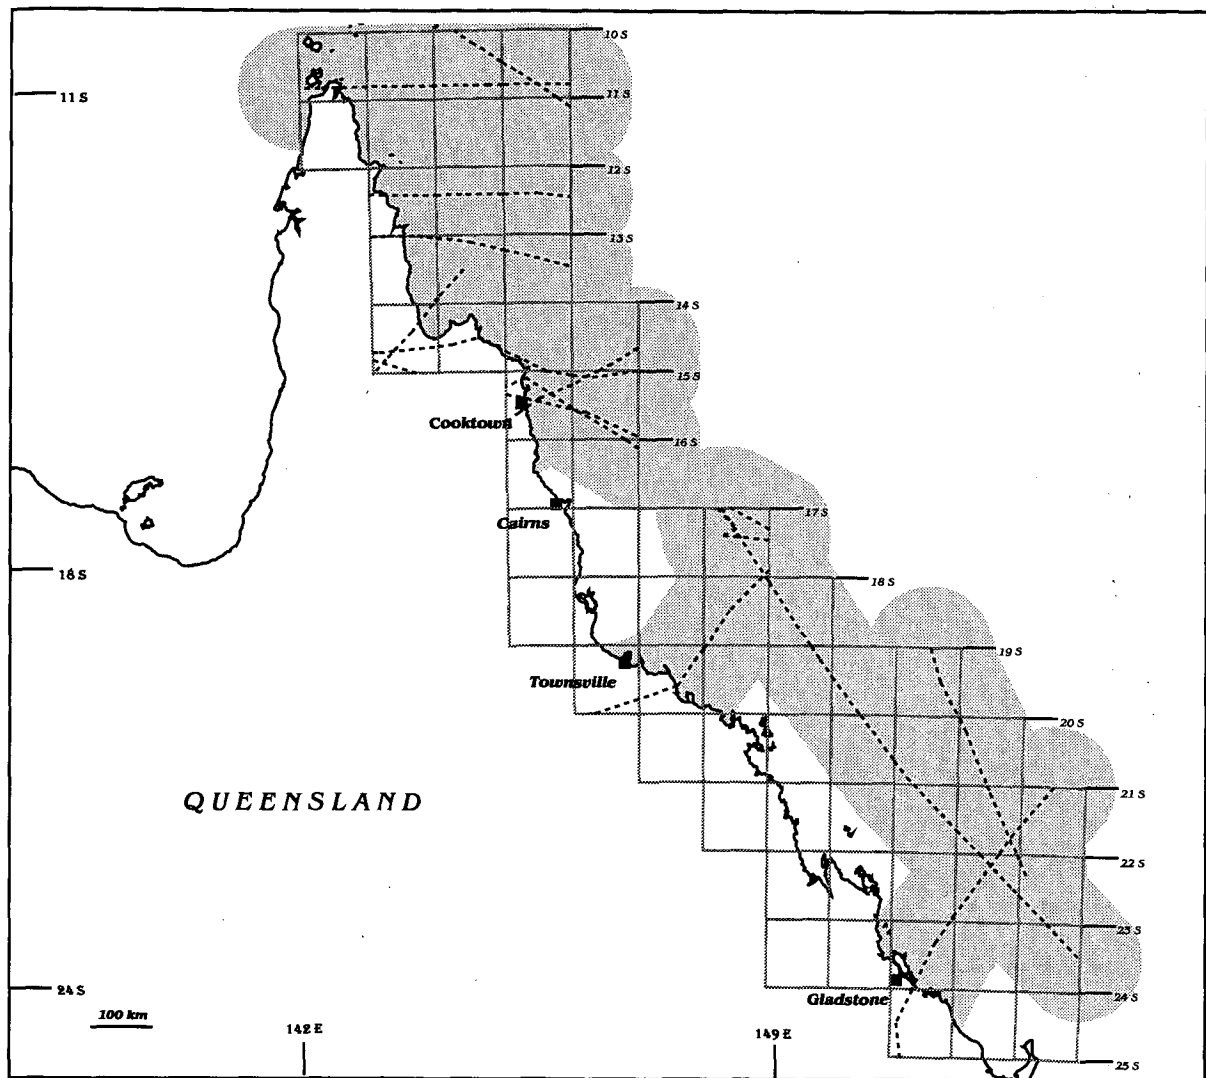 10 S
11 S
11 S
12 S
13 S
14 S
15 S
Cooktown
16 S
Cairns
17 S
18 S
18 S
19 S
Townsville
20 S
QUEENSLAND
21 S
22 S
23 S
24 S
Gladstone
24 S
100 km
142 E
149 E
25 S